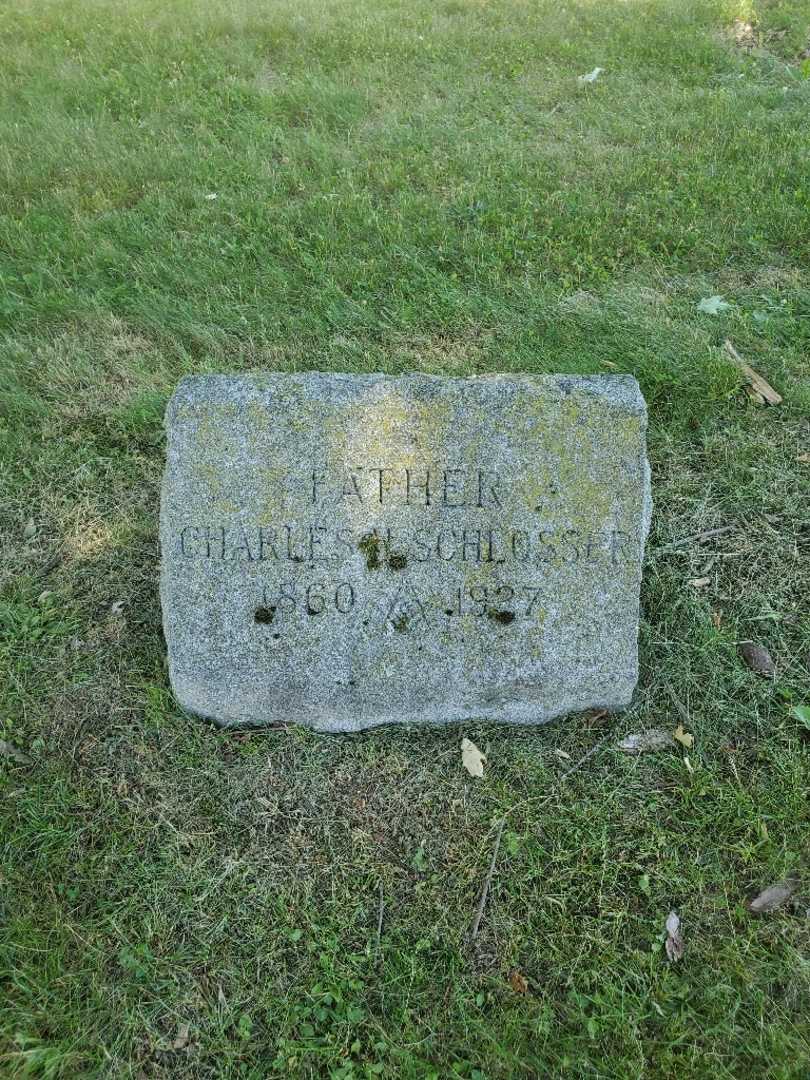 FATHER
CHARLES SCHLOSSER
1860 1927